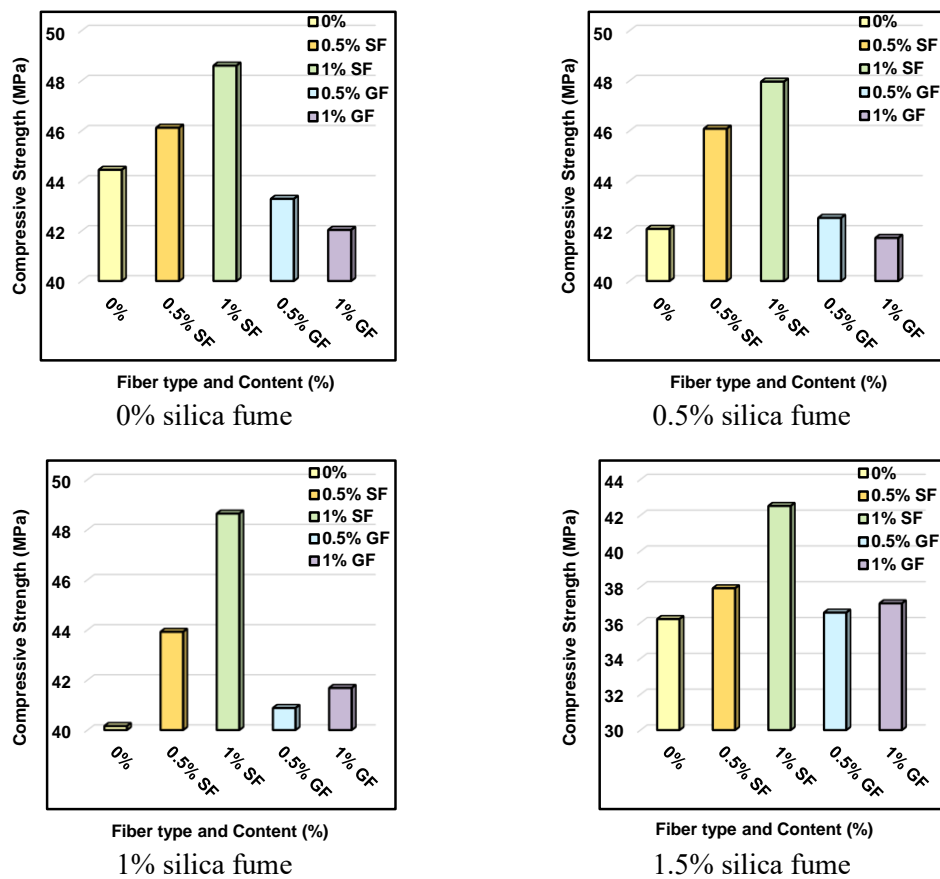 Compressive Strength (MPa)
50
48
46
44
42
40
0%
0.5% SF
1% SF
0.5% GF
1% GF
0%
0.5% SF
1% SF
0.5% GF
1% GF
Fiber type and Content (%)
0% silica fume
Compressive Strength (MPa)
50
48
46
44
42
40
0%
0.5% SF
1% SF
0.5% GF
1% GF
0%
0.5% SF
1% SF
0.5% GF
1% GF
Fiber type and Content (%)
0.5% silica fume
Compressive Strength (MPa)
50
48
46
44
42
40
0%
0.5% SF
1% SF
0.5% GF
1% GF
0%
0.5% SF
1% SF
0.5% GF
1% GF
Fiber type and Content (%)
1% silica fume
Compressive Strength (MPa)
44
42
40
38
36
34
32
30
0%
0.5% SF
1% SF
0.5% GF
1% GF
0%
0.5% SF
1% SF
0.5% GF
1% GF
Fiber type and Content (%)
1.5% silica fume